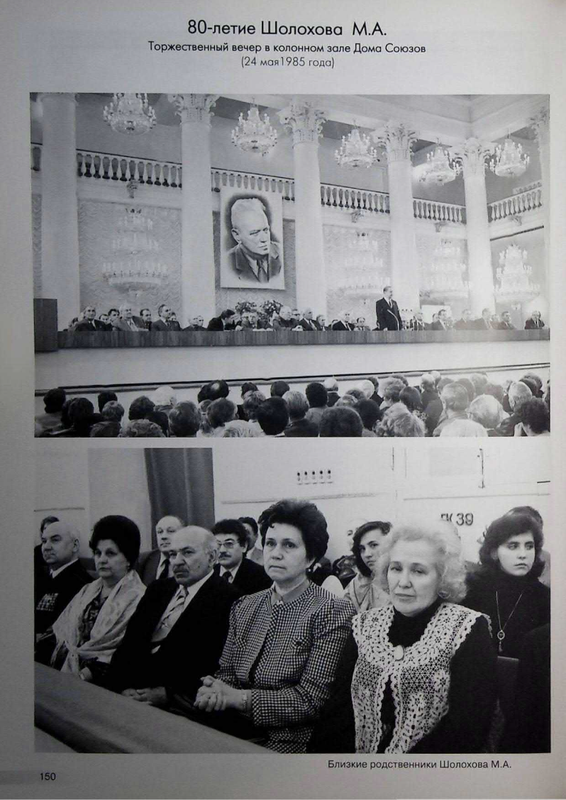 80-летие Шолохова М.А.
Торжественный вечер в колонном зале Дома Союзов
(24 мая1985 года)
Близкие родственники Шолохова М.А.
150